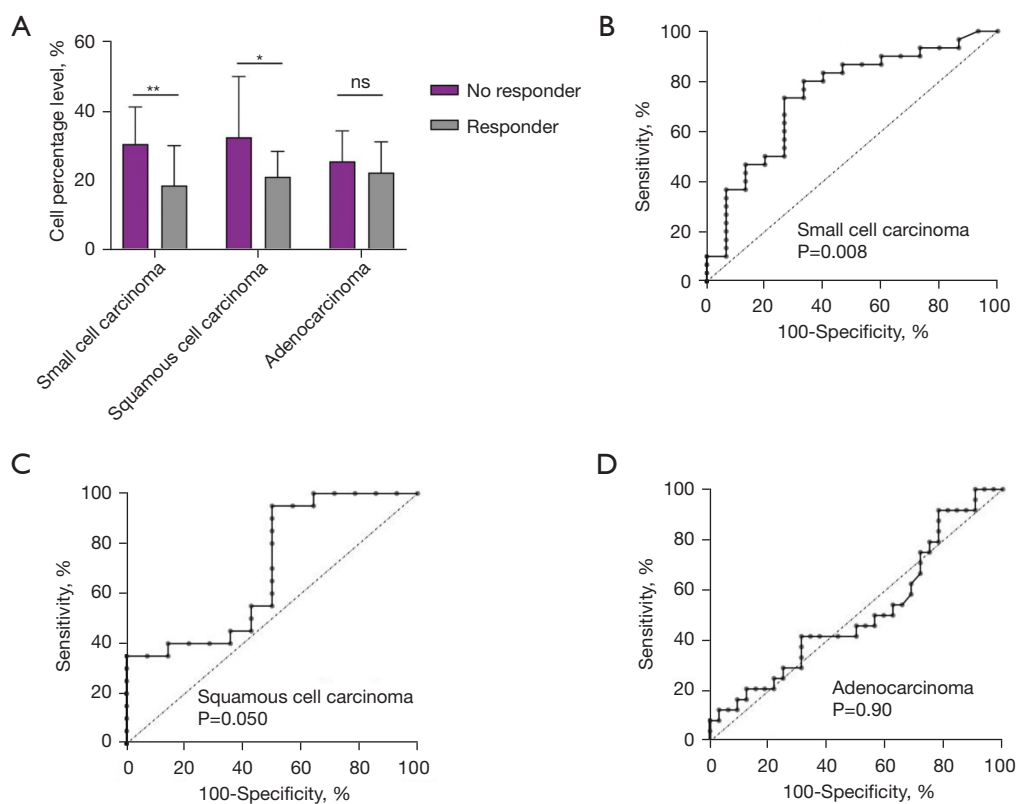 A
Cell percentage level, %
60
40
20
0
**
*
ns
No responder
Responder
Small cell carcinoma
Squamous cell carcinoma
Adenocarcinoma
B
Sensitivity, %
100
80
60
40
20
0
Small cell carcinoma
P=0.008
0 20 40 60 80 100
100-Specificity, %
C
Sensitivity, %
100
80
60
40
20
0
Squamous cell carcinoma
P=0.050
0 20 40 60 80 100
100-Specificity, %
D
Sensitivity, %
100
80
60
40
20
0
Adenocarcinoma
P=0.90
0 20 40 60 80 100
100-Specificity, %